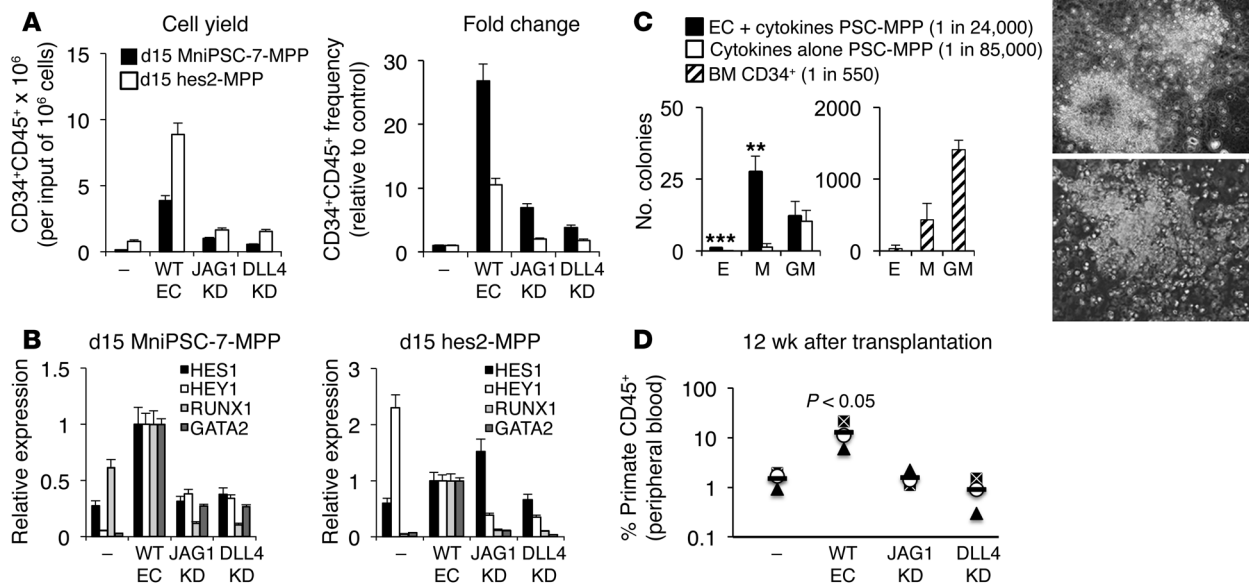 A
Cell yield
Fold change
CD34⁺CD45⁺ x 10⁶
(per input of 10⁶ cells)
15
10
5
0
d15 MniPSC-7-MPP
d15 hes2-MPP
–
WT
EC
JAG1
KD
DLL4
KD
CD34⁺CD45⁺ frequency
(relative to control)
30
20
10
0
–
WT
EC
JAG1
KD
DLL4
KD
C
EC + cytokines PSC-MPP (1 in 24,000)
Cytokines alone PSC-MPP (1 in 85,000)
BM CD34⁺ (1 in 550)
No. colonies
50
25
0
***
**
E
M
GM
2000
1000
0
E
M
GM
B
d15 MniPSC-7-MPP
Relative expression
1.5
1
0.5
0
HES1
HEY1
RUNX1
GATA2
–
WT
EC
JAG1
KD
DLL4
KD
d15 hes2-MPP
Relative expression
3
2
1
0
HES1
HEY1
RUNX1
GATA2
–
WT
EC
JAG1
KD
DLL4
KD
D
12 wk after transplantation
% Primate CD45⁺
(peripheral blood)
100
10
1
0.1
P < 0.05
–
WT
EC
JAG1
KD
DLL4
KD